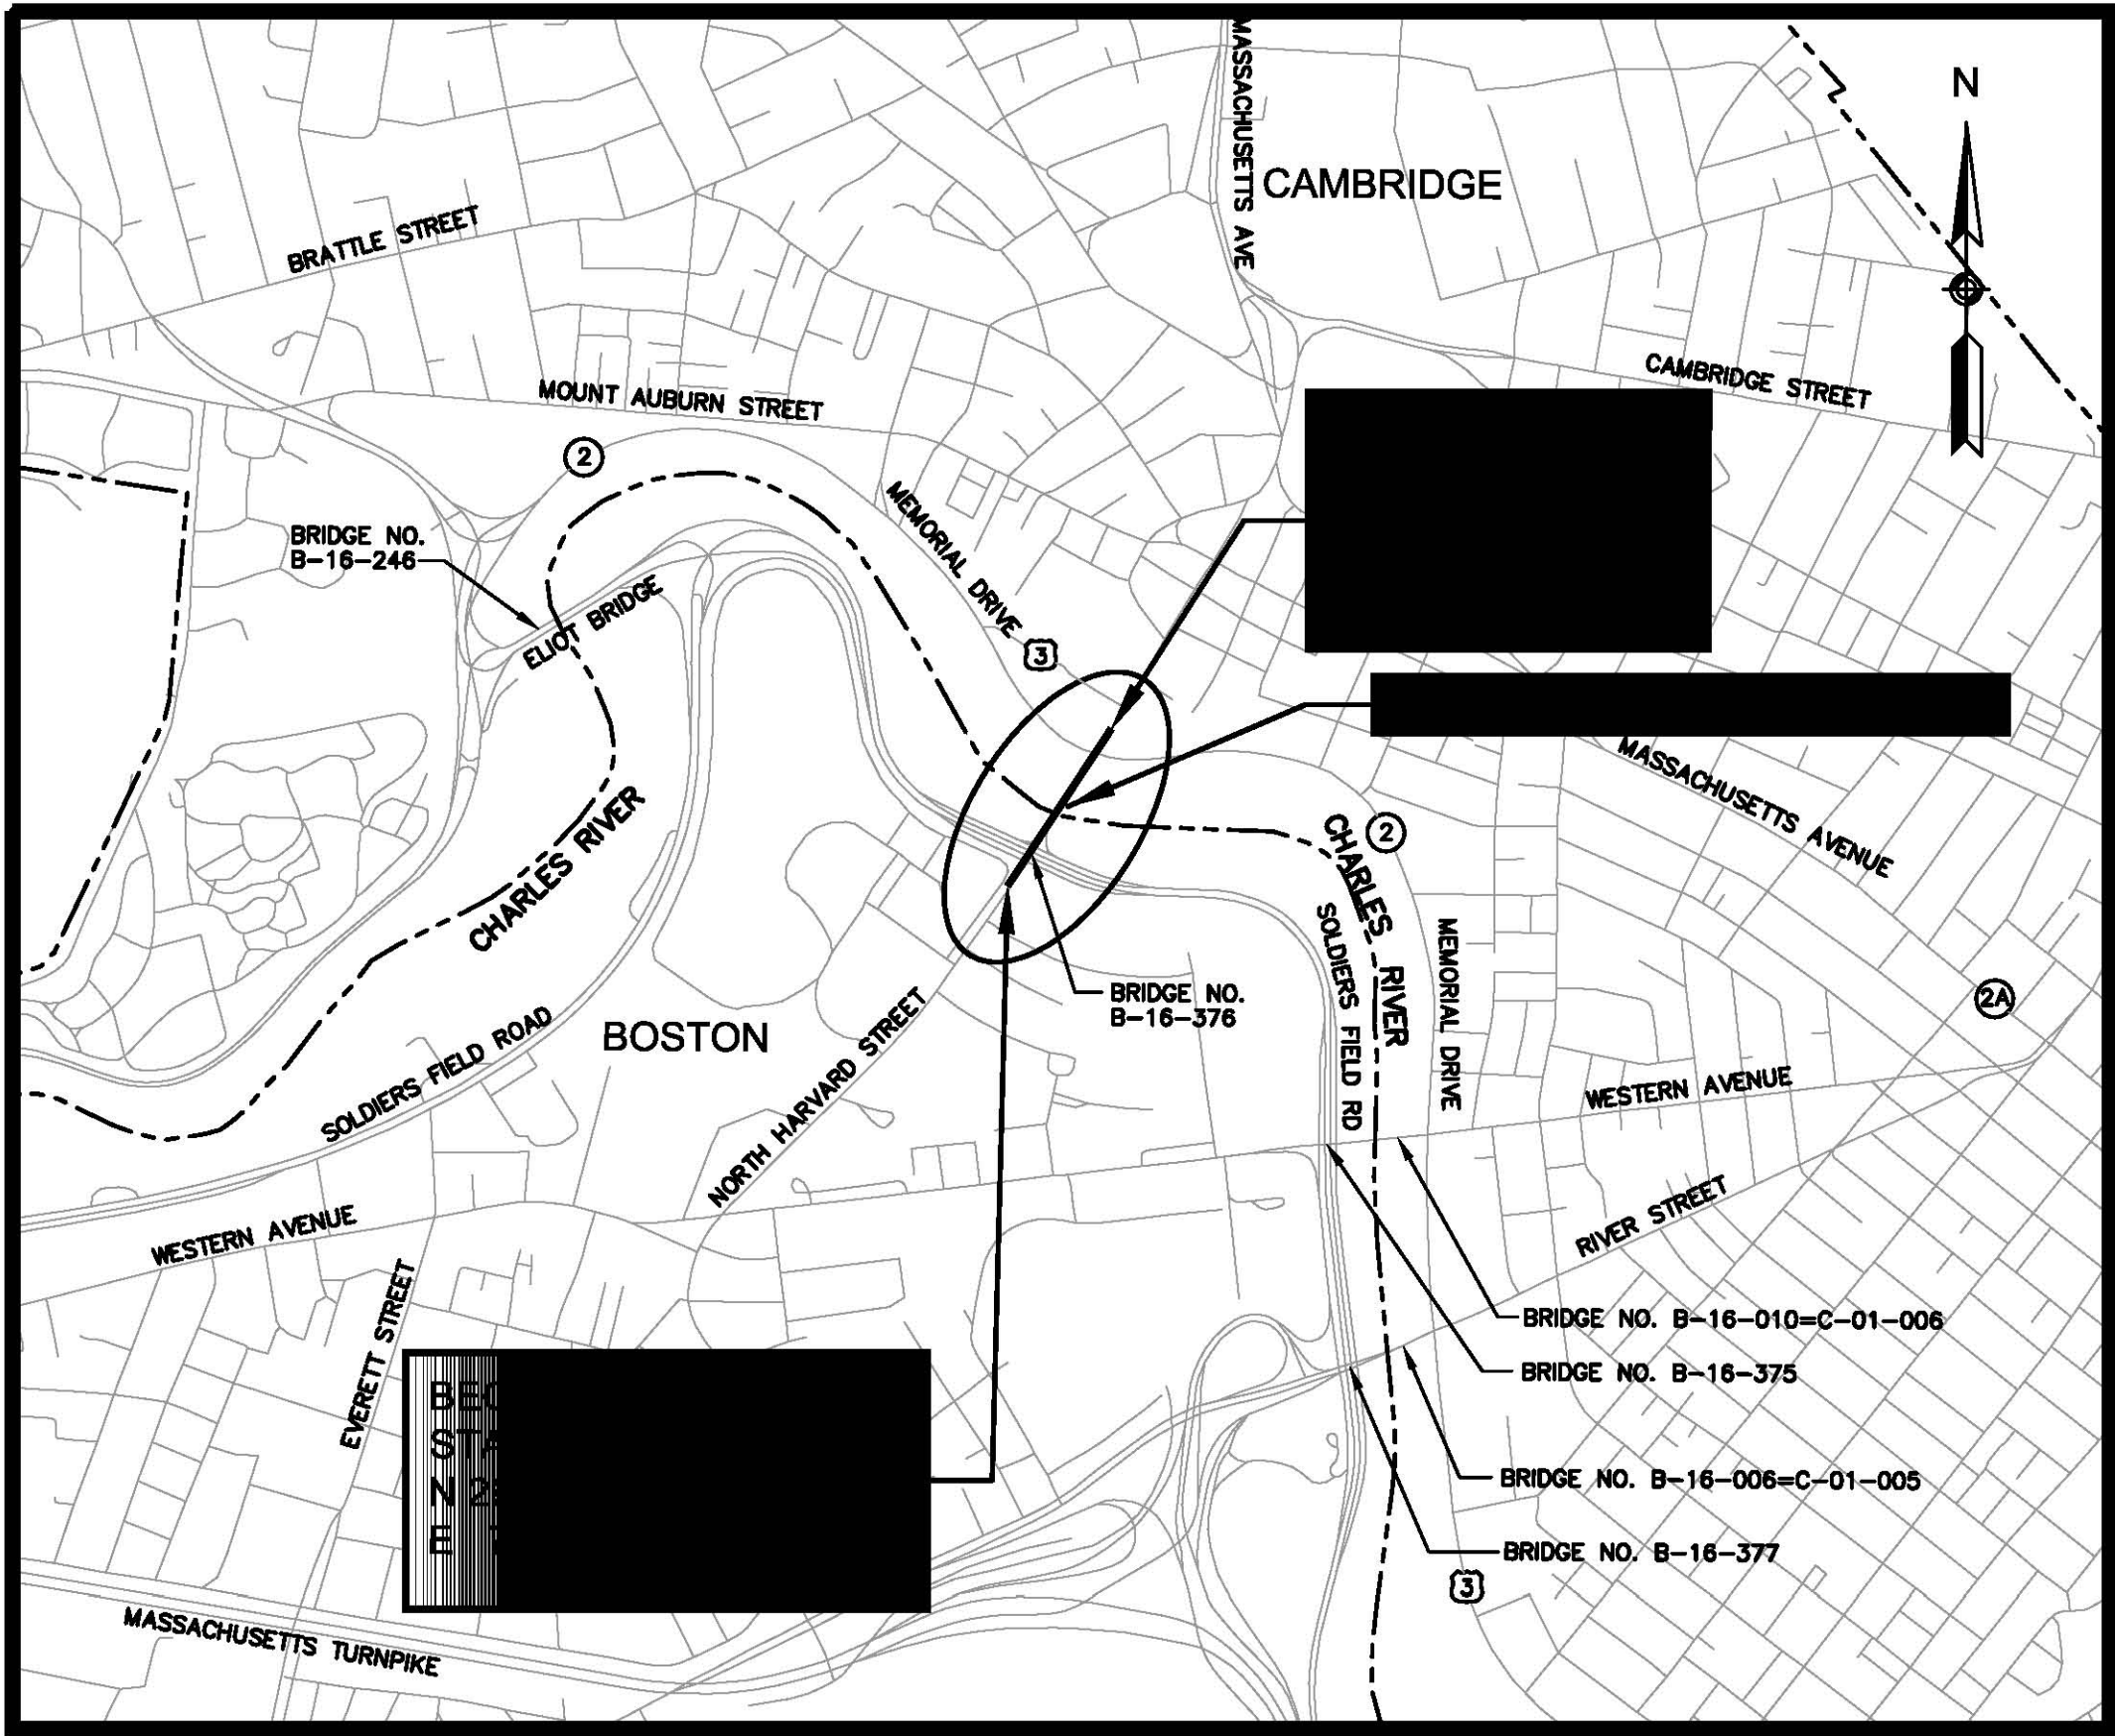 MASSACHUSETTS AVE
N
CAMBRIDGE
BRATTLE STREET
CAMBRIDGE STREET
MOUNT AUBURN STREET
2
MEMORIAL DRIVE
BRIDGE NO.
B-16-246
ELIOT BRIDGE
3
MASSACHUSETTS AVENUE
CHARLES RIVER
CHARLES RIVER
2
SOLDIERS FIELD RD
MEMORIAL DRIVE
BRIDGE NO.
B-16-376
2A
BOSTON
SOLDIERS FIELD ROAD
NORTH HARVARD STREET
WESTERN AVENUE
WESTERN AVENUE
RIVER STREET
EVERETT STREET
BRIDGE NO. B-16-010=C-01-006
BRIDGE NO. B-16-375
BRIDGE NO. B-16-006=C-01-005
BRIDGE NO. B-16-377
3
MASSACHUSETTS TURNPIKE